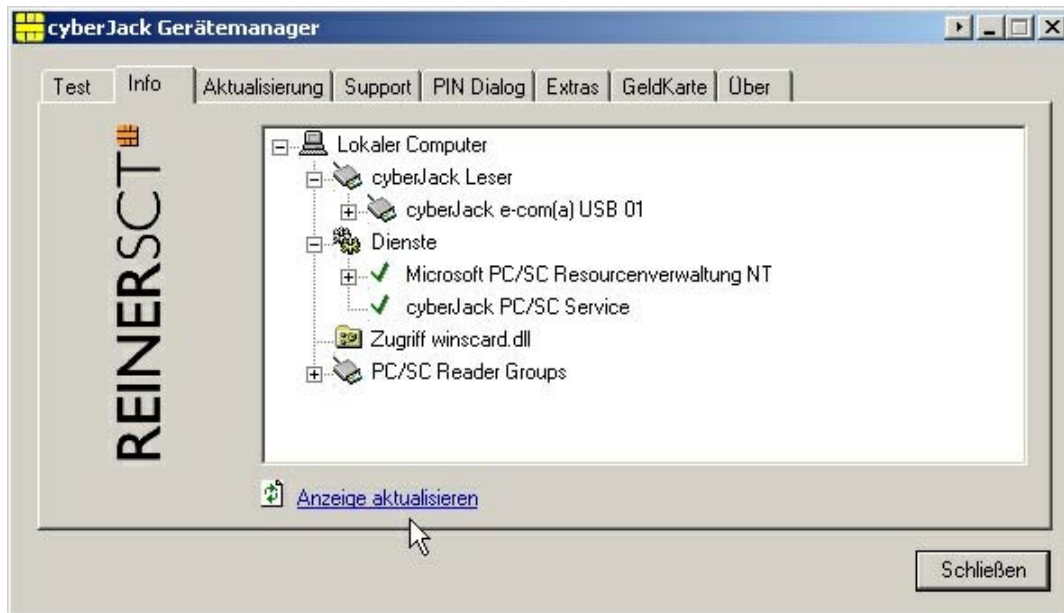 cyberJack Gerätemanager
Test Info Aktualisierung Support PIN Dialog Extras GeldKarte Über
REINERSCT
Lokaler Computer
cyberJack Leser
cyberJack e-com(a) USB 01
Dienste
Microsoft PC/SC Resourcenverwaltung NT
cyberJack PC/SC Service
Zugriff winscard.dll
PC/SC Reader Groups
Anzeige aktualisieren
Schließen